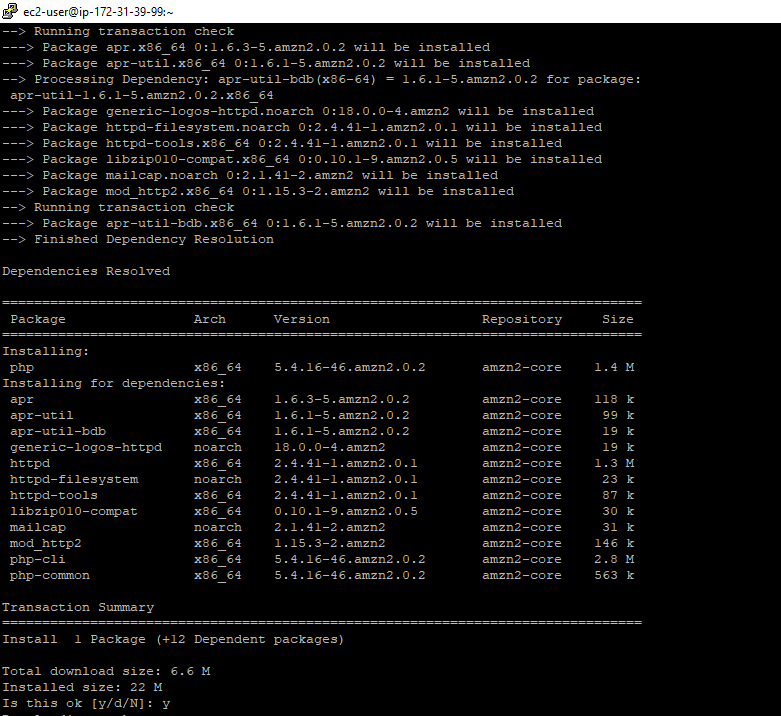 ec2-user@ip-172-31-39-99:~
--> Running transaction check
---> Package apr.x86_64 0:1.6.3-5.amzn2.0.2 will be installed
---> Package apr-util.x86_64 0:1.6.1-5.amzn2.0.2 will be installed
--> Processing Dependency: apr-util-bdb(x86-64) = 1.6.1-5.amzn2.0.2 for package:
 apr-util-1.6.1-5.amzn2.0.2.x86_64
---> Package generic-logos-httpd.noarch 0:18.0.0-4.amzn2 will be installed
---> Package httpd-filesystem.noarch 0:2.4.41-1.amzn2.0.1 will be installed
---> Package httpd-tools.x86_64 0:2.4.41-1.amzn2.0.1 will be installed
---> Package libzip010-compat.x86_64 0:0.10.1-9.amzn2.0.5 will be installed
---> Package mailcap.noarch 0:2.1.41-2.amzn2 will be installed
---> Package mod_http2.x86_64 0:1.15.3-2.amzn2 will be installed
--> Running transaction check
---> Package apr-util-bdb.x86_64 0:1.6.1-5.amzn2.0.2 will be installed
--> Finished Dependency Resolution

Dependencies Resolved

================================================================================
 Package                Arch      Version                   Repository     Size
================================================================================
Installing:
 php                    x86_64    5.4.16-46.amzn2.0.2       amzn2-core    1.4 M
Installing for dependencies:
 apr                    x86_64    1.6.3-5.amzn2.0.2         amzn2-core    118 k
 apr-util               x86_64    1.6.1-5.amzn2.0.2         amzn2-core     99 k
 apr-util-bdb           x86_64    1.6.1-5.amzn2.0.2         amzn2-core     19 k
 generic-logos-httpd    noarch    18.0.0-4.amzn2            amzn2-core     19 k
 httpd                  x86_64    2.4.41-1.amzn2.0.1        amzn2-core    1.3 M
 httpd-filesystem       noarch    2.4.41-1.amzn2.0.1        amzn2-core     23 k
 httpd-tools            x86_64    2.4.41-1.amzn2.0.1        amzn2-core     87 k
 libzip010-compat       x86_64    0.10.1-9.amzn2.0.5        amzn2-core     30 k
 mailcap                noarch    2.1.41-2.amzn2            amzn2-core     31 k
 mod_http2              x86_64    1.15.3-2.amzn2            amzn2-core    146 k
 php-cli                x86_64    5.4.16-46.amzn2.0.2       amzn2-core    2.8 M
 php-common             x86_64    5.4.16-46.amzn2.0.2       amzn2-core    563 k

Transaction Summary
================================================================================
Install  1 Package (+12 Dependent packages)

Total download size: 6.6 M
Installed size: 22 M
Is this ok [y/d/N]: y